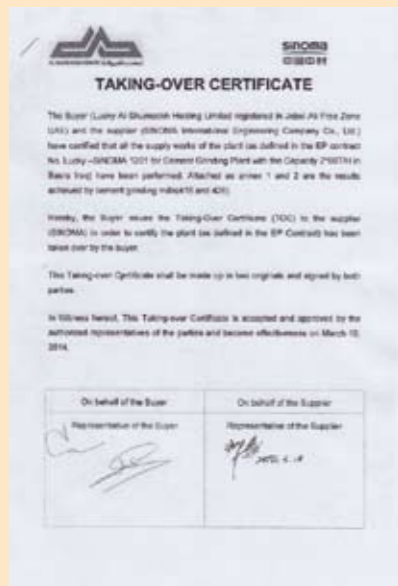 SINOMA
TAKING-OVER CERTIFICATE
The Buyer (Lucky Al Shumookh Holding Limited registered in Jebel Ali Free Zone
UAE) and the supplier (SINOMA International Engineering Company Co., Ltd.)
have certified that all the supply works of the plant (as defined in the EP contract
No. Lucky –SINOMA 1201 for Cement Grinding Plant with the Capacity in
Basra Iraq) have been performed. Attached as annex 1 and 2 are the results
achieved by cement grinding
Hereby, the Buyer issues the Taking-Over Certificate (TOC) to the supplier
(SINOMA) in order to certify the plant (as defined in the EP Contract) has been
taken over by the buyer.
This Taking-over Certificate shall be made up in two originals and signed by both
parties.
In Witness hereof, This Taking-over Certificate is accepted and approved by the
authorized representatives of the parties and become effectiveness on March
2014.
On behalf of the Buyer
On behalf of the Supplier
Representative of the Buyer
Representative of the Supplier